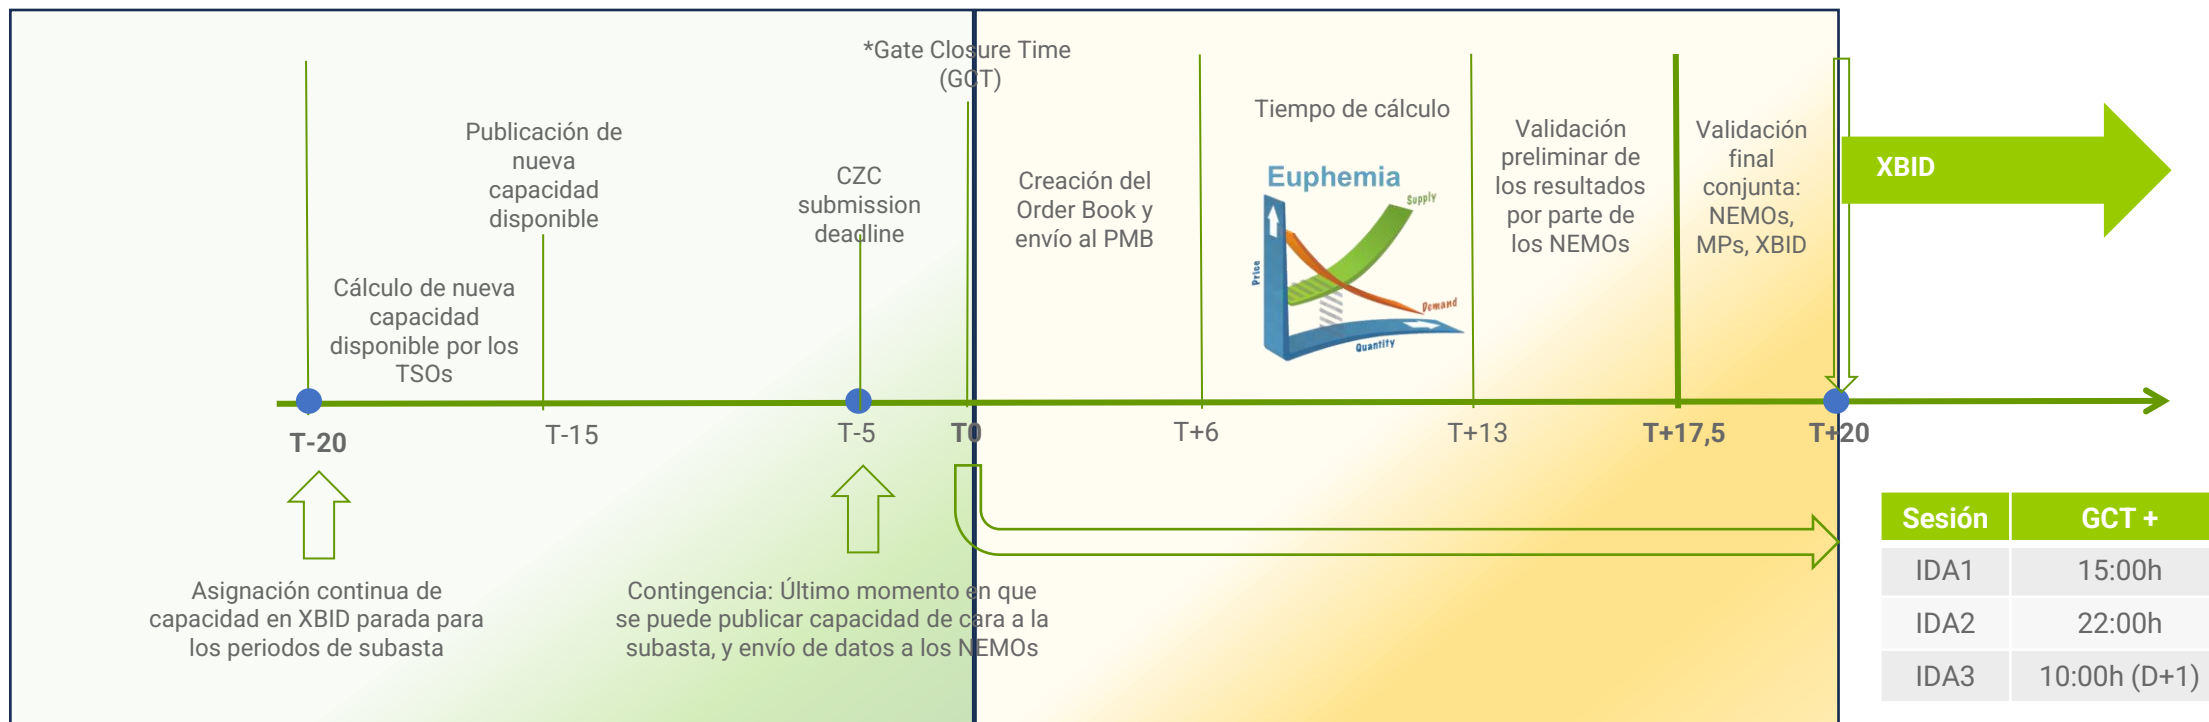 *Gate Closure Time
(GCT)
Publicación de
nueva
capacidad
disponible
Cálculo de nueva
capacidad
disponible por los
TSOs
CZC
submission
deadline
Creación del
Order Book y
envío al PMB
Tiempo de cálculo
Euphemia
Supply
Price
Demand
Quantity
Validación
preliminar de
los resultados
por parte de
los NEMOs
Validación
final
conjunta:
NEMOs,
MPs, XBID
XBID
T-20
T-15
T-5
T0
T+6
T+13
T+17,5
T+20
Asignación continua de
capacidad en XBID parada para
los periodos de subasta
Contingencia: Último momento en que
se puede publicar capacidad de cara a la
subasta, y envío de datos a los NEMOs
Sesión GCT +
IDA1 15:00h
IDA2 22:00h
IDA3 10:00h (D+1)